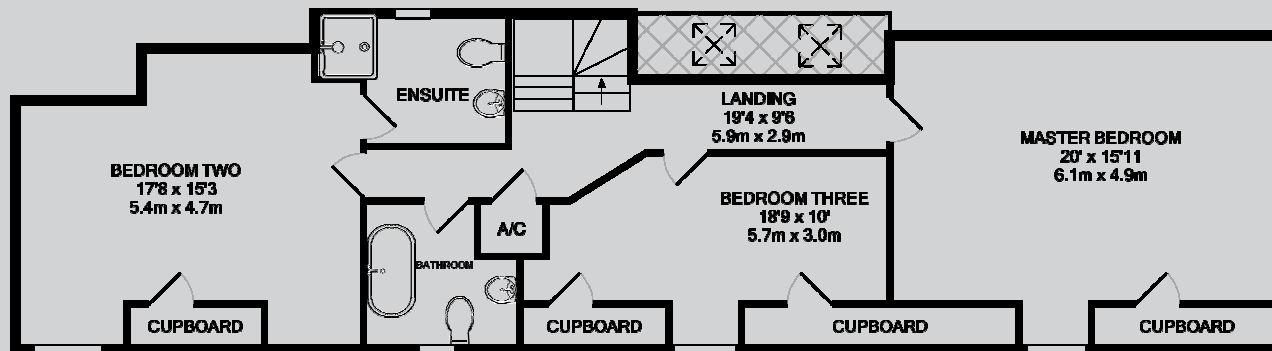 ENSUITE
LANDING
19'4 x 9'6
5.9m x 2.9m
MASTER BEDROOM
20' x 15'11
6.1m x 4.9m
BEDROOM TWO
17'8 x 15'3
5.4m x 4.7m
BEDROOM THREE
18'9 x 10'
5.7m x 3.0m
A/C
BATHROOM
CUPBOARD
CUPBOARD
CUPBOARD
CUPBOARD